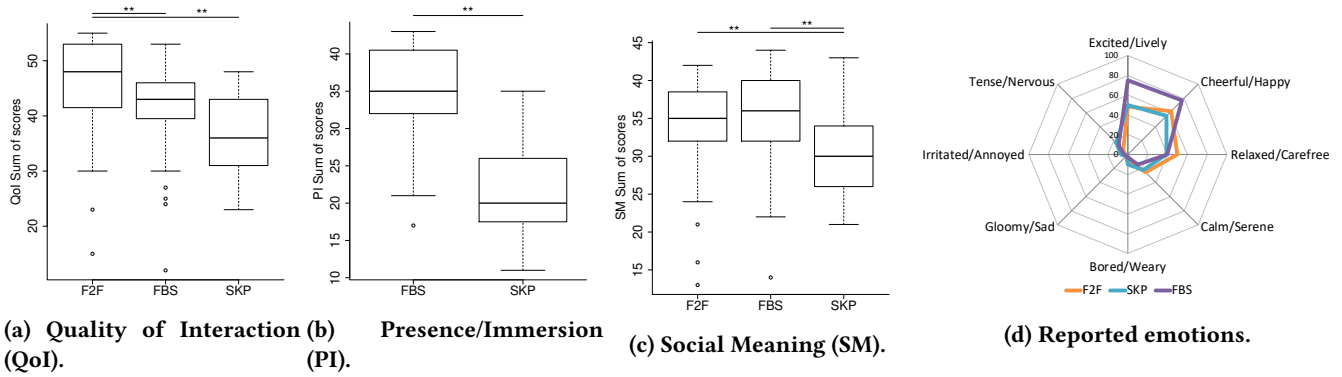 **
**
QoI Sum of scores
50
40
30
20
F2F
FBS
SKP
(a) Quality of Interaction
(QoI).
**
PI Sum of scores
40
35
30
25
20
15
10
FBS
SKP
(b) Presence/Immersion
(PI).
**
**
SM Sum of scores
45
40
35
30
25
20
15
F2F
FBS
SKP
(c) Social Meaning (SM).
Excited/Lively
100
80
60
40
20
0
Tense/Nervous
Cheerful/Happy
Irritated/Annoyed
Relaxed/Carefree
Gloomy/Sad
Calm/Serene
Bored/Weary
F2F SKP FBS
(d) Reported emotions.